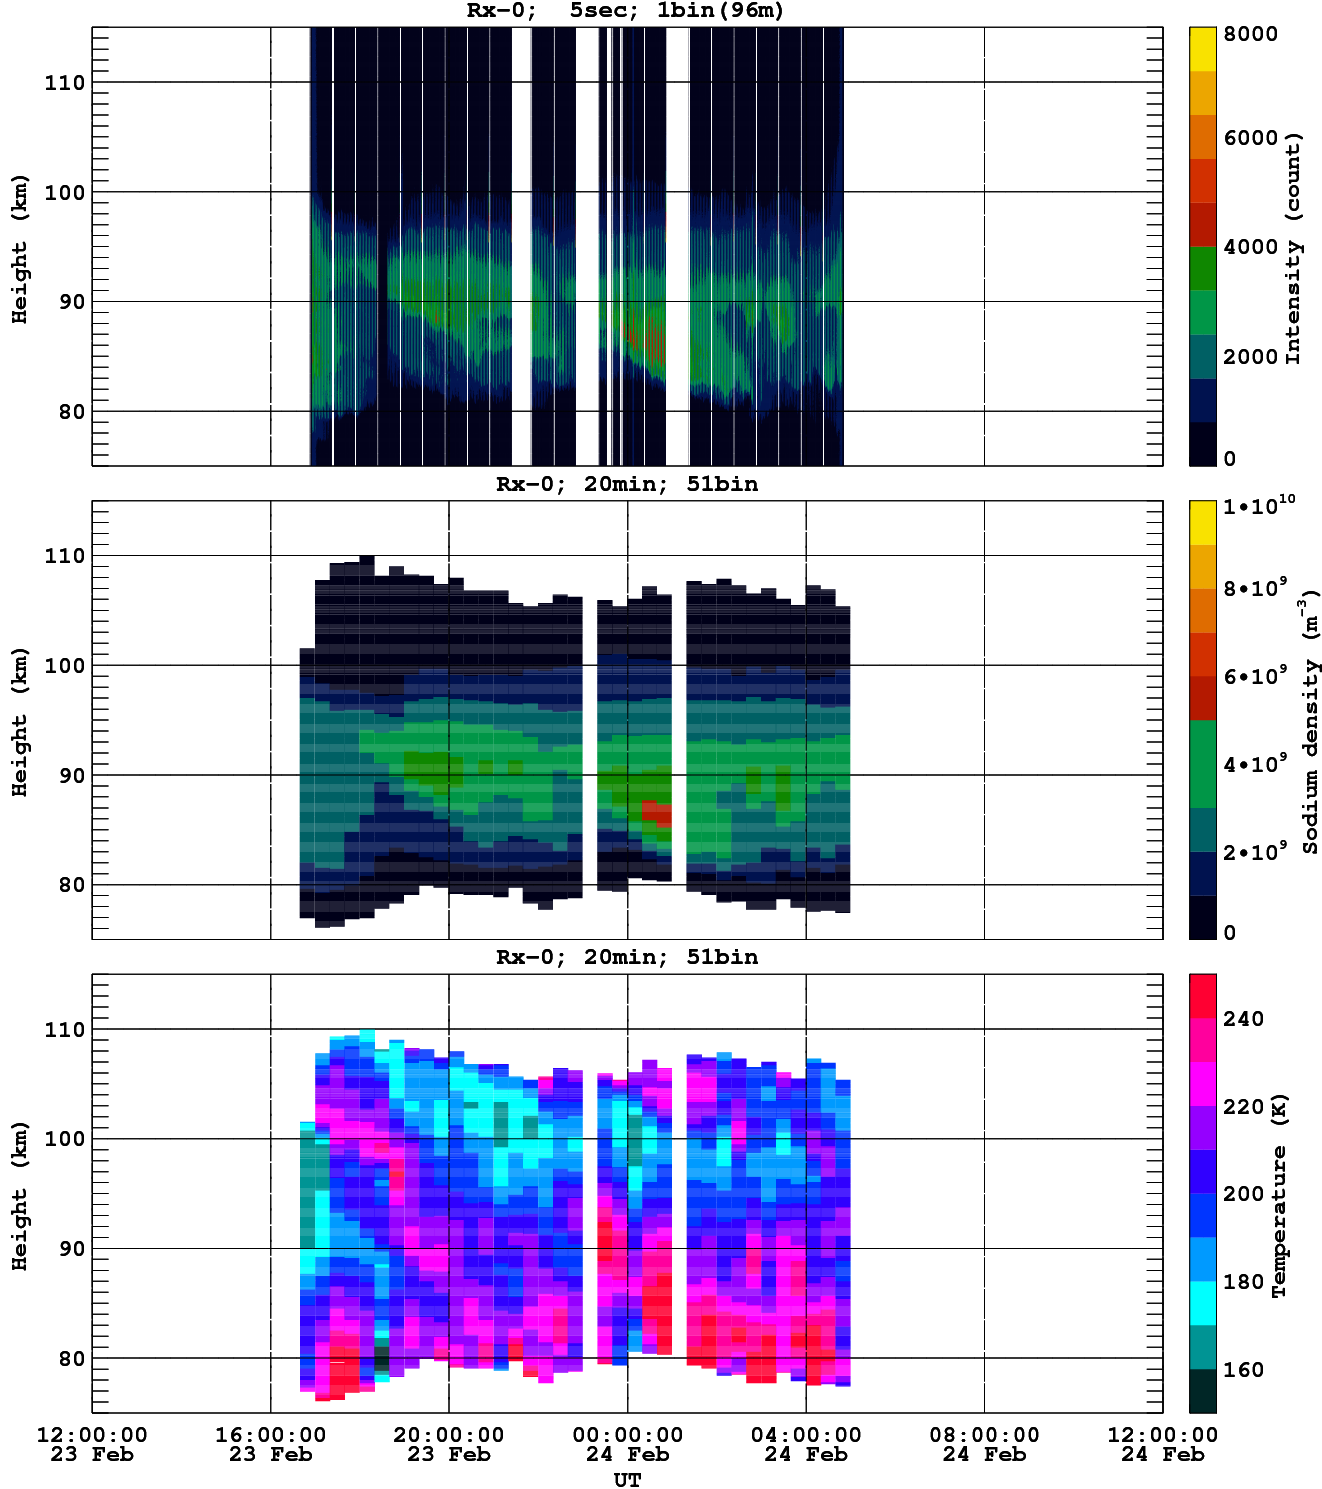 Rx-0;  5sec; 1bin(96m)
110
100
90
80
Height (km)
8000
6000
4000
2000
0
Intensity (count)
Rx-0; 20min; 51bin
110
100
90
80
Height (km)
1•10¹⁰
8•10⁹
6•10⁹
4•10⁹
2•10⁹
0
Sodium density (m⁻³)
Rx-0; 20min; 51bin
110
100
90
80
Height (km)
240
220
200
180
160
Temperature (K)
12:00:00 16:00:00 20:00:00 00:00:00 04:00:00 08:00:00 12:00:00
23 Feb 23 Feb 23 Feb 24 Feb 24 Feb 24 Feb 24 Feb
UT